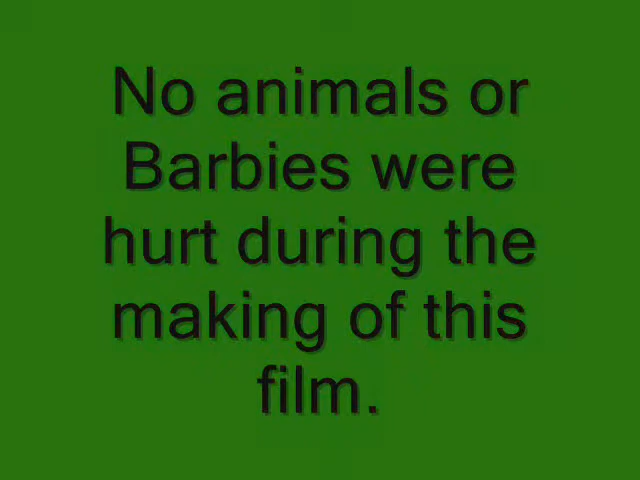 No animals or
Barbies were
hurt during the
making of this
film.